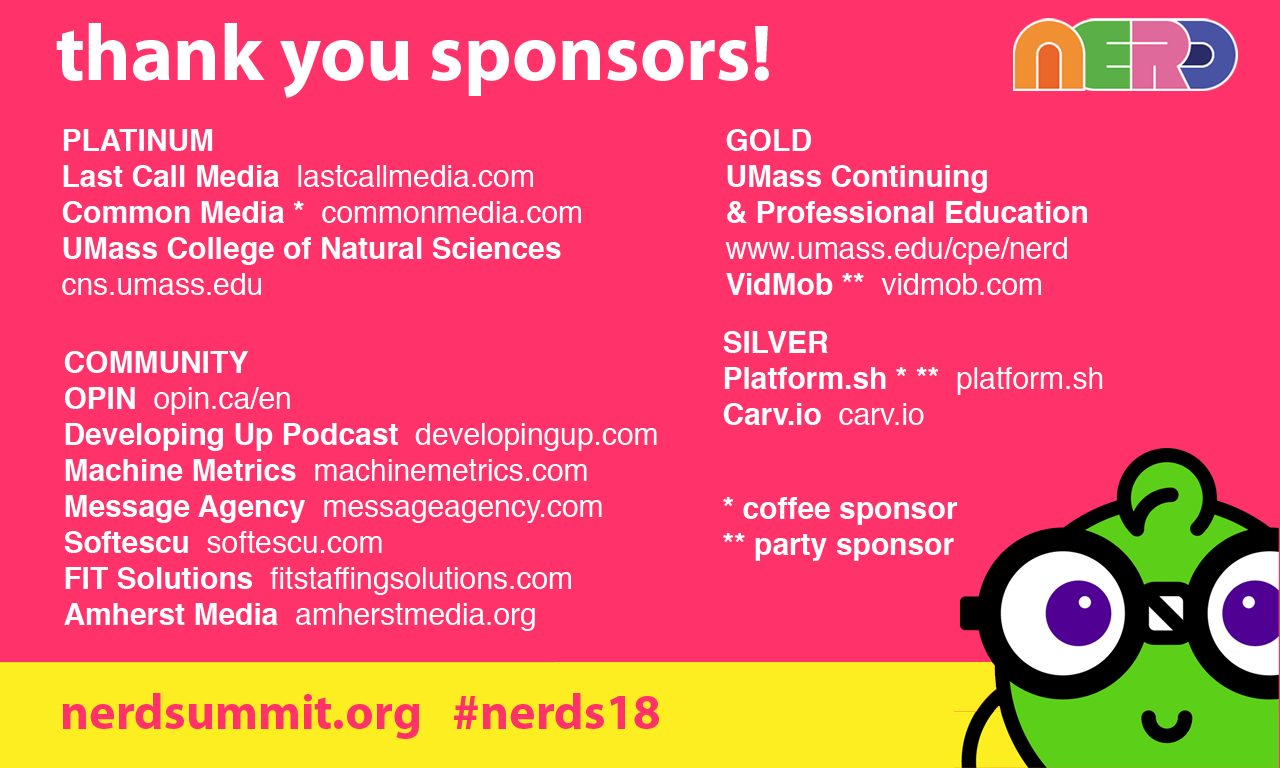 thank you sponsors!
NERD
PLATINUM
Last Call Media lastcallmedia.com
Common Media * commonmedia.com
UMass College of Natural Sciences
cns.umass.edu
COMMUNITY
OPIN opin.ca/en
Developing Up Podcast developingup.com
Machine Metrics machinemetrics.com
Message Agency messageagency.com
Softescu softescu.com
FIT Solutions fitstaffingsolutions.com
Amherst Media amherstmedia.org
GOLD
UMass Continuing
& Professional Education
www.umass.edu/cpe/nerd
VidMob ** vidmob.com
SILVER
Platform.sh * ** platform.sh
Carv.io carv.io
* coffee sponsor
** party sponsor
nerdsummit.org #nerds18